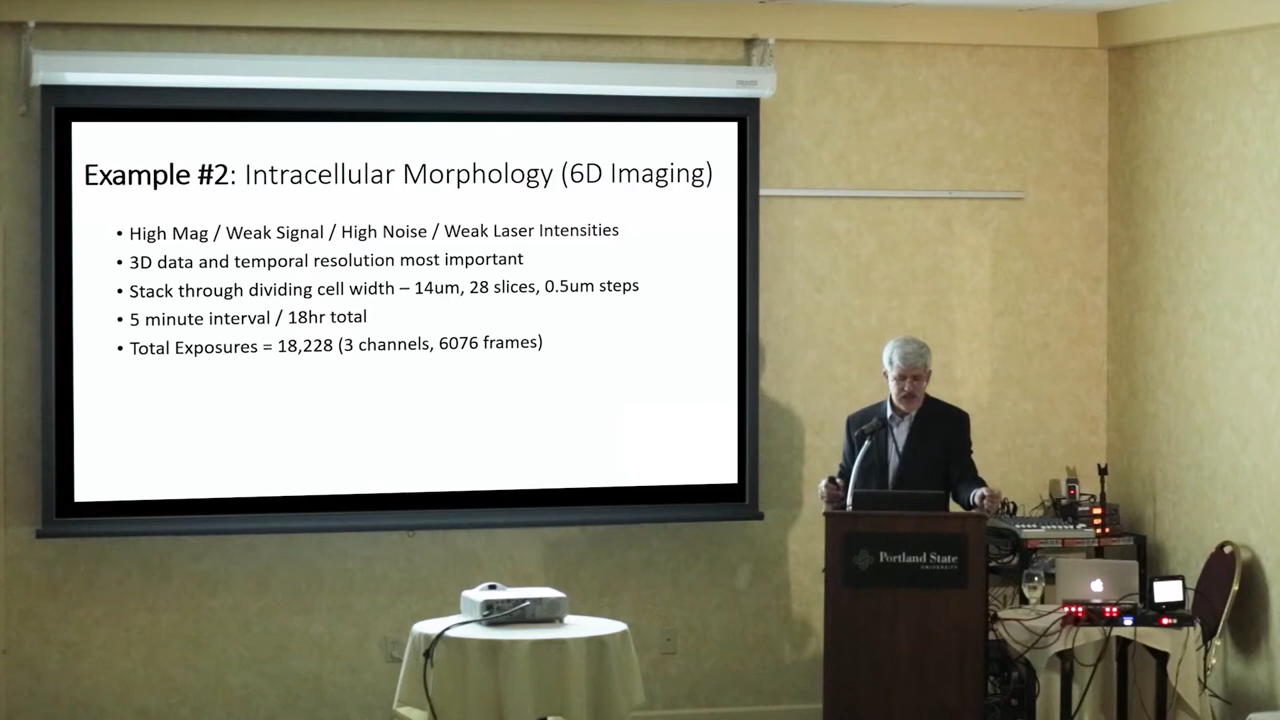 Example #2: Intracellular Morphology (6D Imaging)
• High Mag / Weak Signal / High Noise / Weak Laser Intensities
• 3D data and temporal resolution most important
• Stack through dividing cell width – 14um, 28 slices, 0.5um steps
• 5 minute interval / 18hr total
• Total Exposures = 18,228 (3 channels, 6076 frames)
Portland State
UNIVERSITY